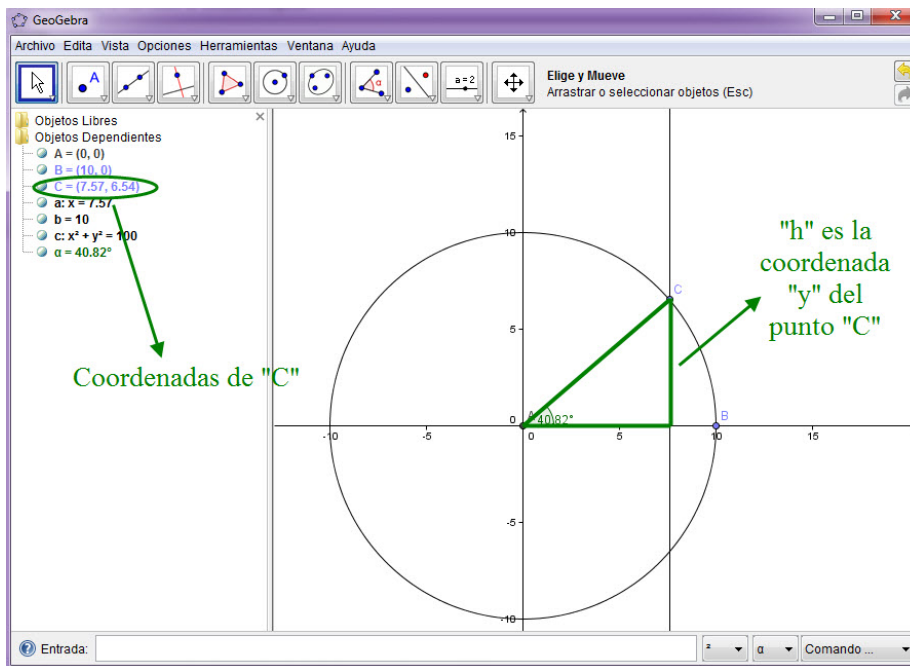 GeoGebra
Archivo Edita Vista Opciones Herramientas Ventana Ayuda
A
α
a = 2
Elige y Mueve
Arrastrar o seleccionar objetos (Esc)
Objetos Libres
Objetos Dependientes
A = (0, 0)
B = (10, 0)
C = (7.57, 6.54)
a: x = 7.57
b = 10
c: x² + y² = 100
α = 40.82°
Coordenadas de "C"
"h" es la
coordenada
"y" del
punto "C"
15
10
5
0
-5
-10
-10
-5
0
5
10
15
A
40.82°
B
C
Entrada:
²
α
Comando ...